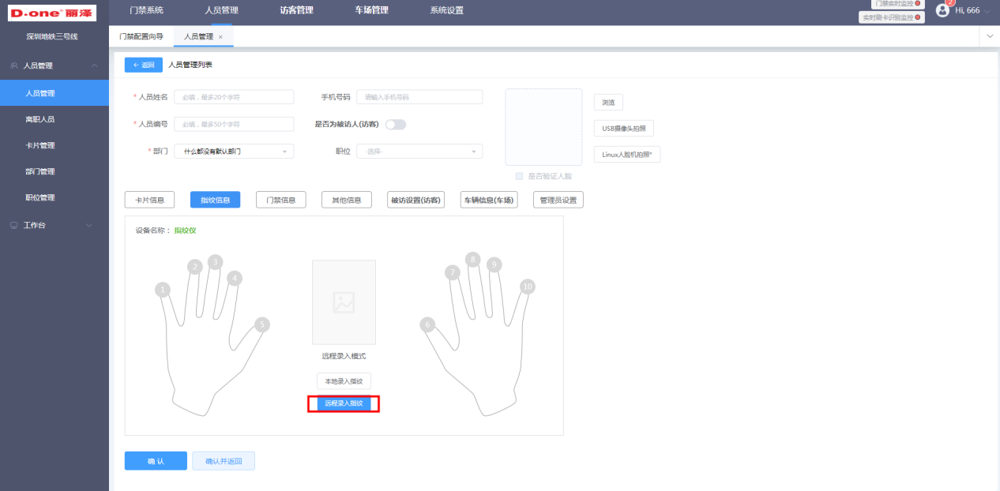 D-one® 丽泽
门禁系统 人员管理 访客管理 车场管理 系统设置
门禁实时监控
实时刷卡识别监控
2
Hi, 666
深圳地铁三号线
门禁配置向导 人员管理 ×
人员管理
人员管理
离职人员
卡片管理
部门管理
职位管理
工作台
← 返回 人员管理列表
* 人员姓名 必填，最多20个字符 手机号码 请输入手机号码
* 人员编号 必填，最多50个字符 是否为被访人(访客)
* 部门 什么都没有默认部门 职位 -选择-
浏览
USB摄像头拍照
Linux人脸机拍照*
是否验证人脸
卡片信息 指纹信息 门禁信息 其他信息 被访设置(访客) 车辆信息(车场) 管理员设置
设备名称： 指纹仪
1 2 3 4 5
6 7 8 9 10
远程录入模式
本地录入指纹
远程录入指纹
确 认 确认并返回